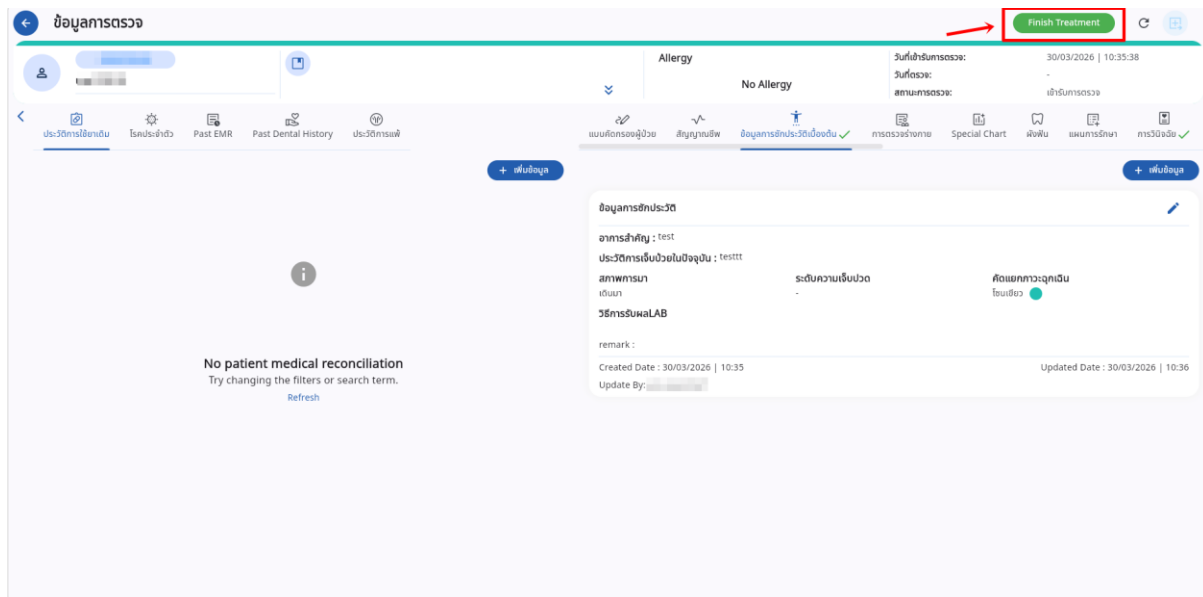 ข้อมูลการตรวจ
Finish Treatment
Allergy
No Allergy
วันที่เข้ารับการตรวจ: 30/03/2026 | 10:35:38
วันที่ตรวจ: -
สถานะการตรวจ: เข้ารับการตรวจ
ประวัติการใช้ยาเดิม
โรคประจำตัว
Past EMR
Past Dental History
ประวัติการแพ้
แบบคัดกรองผู้ป่วย
สัญญาณชีพ
ข้อมูลการซักประวัติเบื้องต้น
การตรวจร่างกาย
Special Chart
ผังฟัน
แผนการรักษา
การวินิจฉัย
+ เพิ่มข้อมูล
No patient medical reconciliation
Try changing the filters or search term.
Refresh
+ เพิ่มข้อมูล
ข้อมูลการซักประวัติ
อาการสำคัญ : test
ประวัติการเจ็บป่วยในปัจจุบัน : testtt
สภาพการมา ระดับความเจ็บปวด คัดแยกภาวะฉุกเฉิน
เดินมา - โซนเขียว
วิธีการรับผลLAB
remark :
Created Date : 30/03/2026 | 10:35 Updated Date : 30/03/2026 | 10:36
Update By: